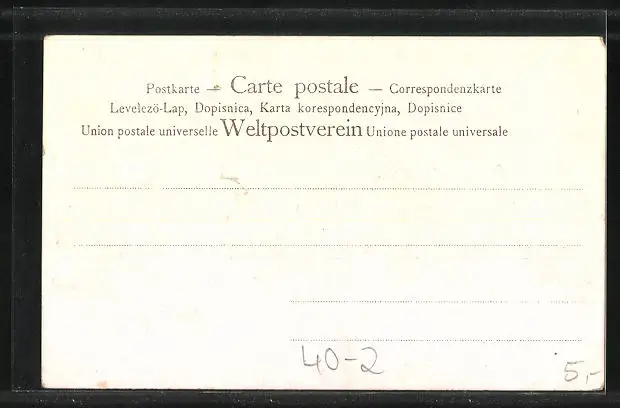 Postkarte — Carte postale — Correspondenzkarte
Levelező-Lap, Dopisnica, Karta korespondencyjna, Dopisnice
Union postale universelle Weltpostverein Unione postale universale
40-2
5,-